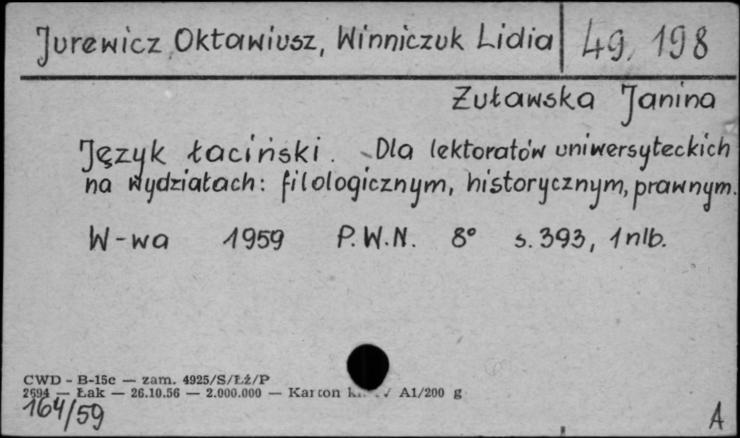 Jurewicz Oktawiusz, Winniczuk Lidia 49, 198
Żuławska Janina
Język łaciński. Dla lektoratów uniwersyteckich
na wydziałach: filologicznym, historycznym, prawnym.
W-wa 1959 P.W.N. 8° s. 393, 1 nlb.
CWD - B-15c — zam. 4925/S/Łź/P
2694 — Łak — 26.10.56 — 2.000.000 — Karton A1/200 g
164/59
A